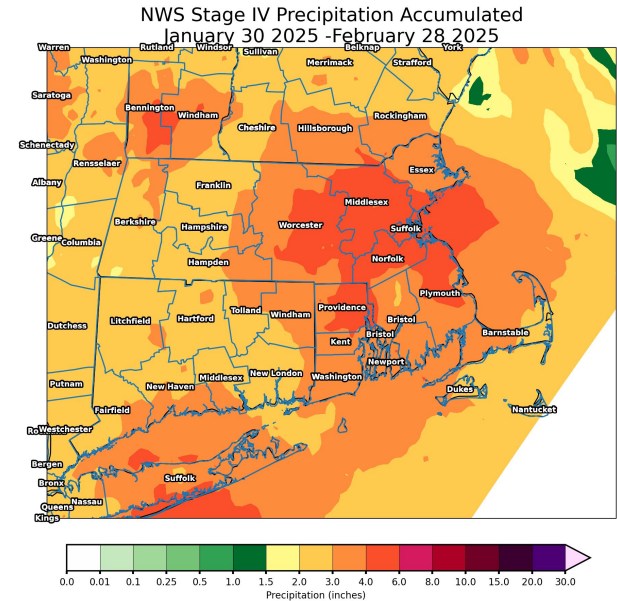 NWS Stage IV Precipitation Accumulated
January 30 2025 -February 28 2025
Warren Rutland Windsor Sullivan Belknap York
Washington Merrimack Strafford
Saratoga
Bennington Windham Rockingham
Cheshire Hillsborough
Schenectady
Rensselaer Essex
Albany Franklin
Middlesex
Berkshire Hampshire Worcester Suffolk
Greene Columbia
Hampden Norfolk
Plymouth
Tolland Windham Providence
Dutchess Litchfield Hartford Bristol
Bristol Barnstable
Kent
Newport
New London Washington
Putnam New Haven Middlesex Dukes
Fairfield Nantucket
Ro Westchester
Bergen
Suffolk
Bronx
Nassau
Queens
Kings
0.0 0.01 0.1 0.25 0.5 1.0 1.5 2.0 3.0 4.0 6.0 8.0 10.0 15.0 20.0 30.0
Precipitation (inches)